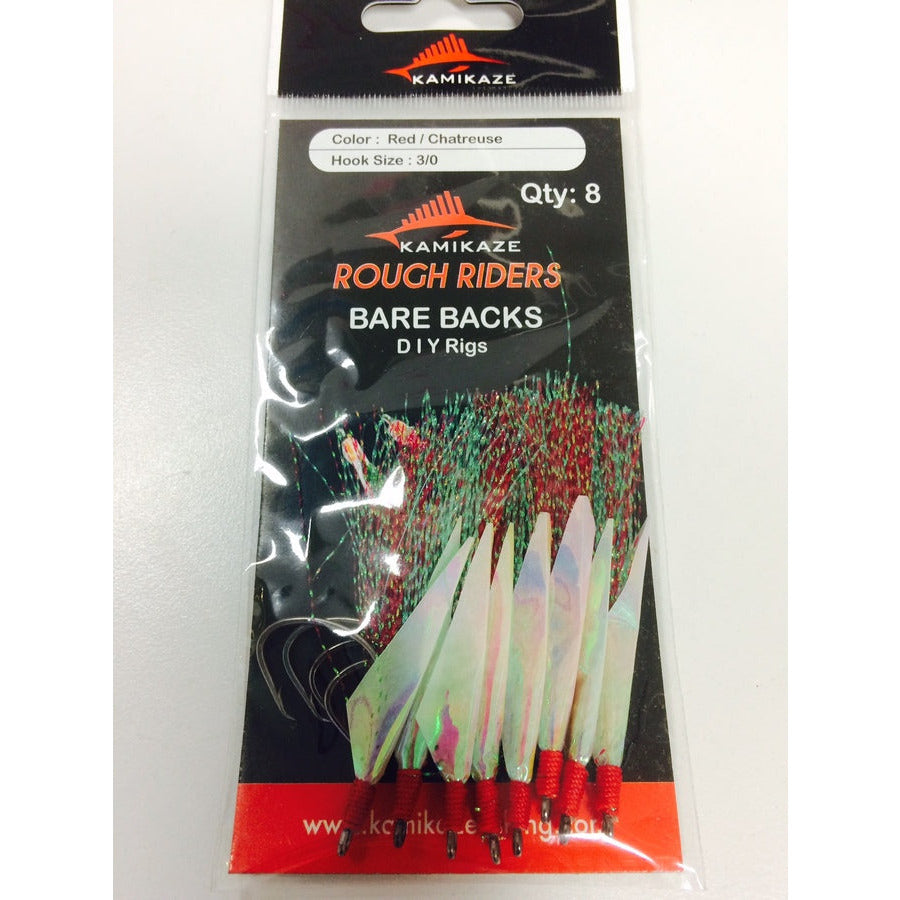 KAMIKAZE
Color : Red / Chatreuse
Hook Size : 3/0
Qty: 8
KAMIKAZE
ROUGH RIDERS
BARE BACKS
D I Y Rigs